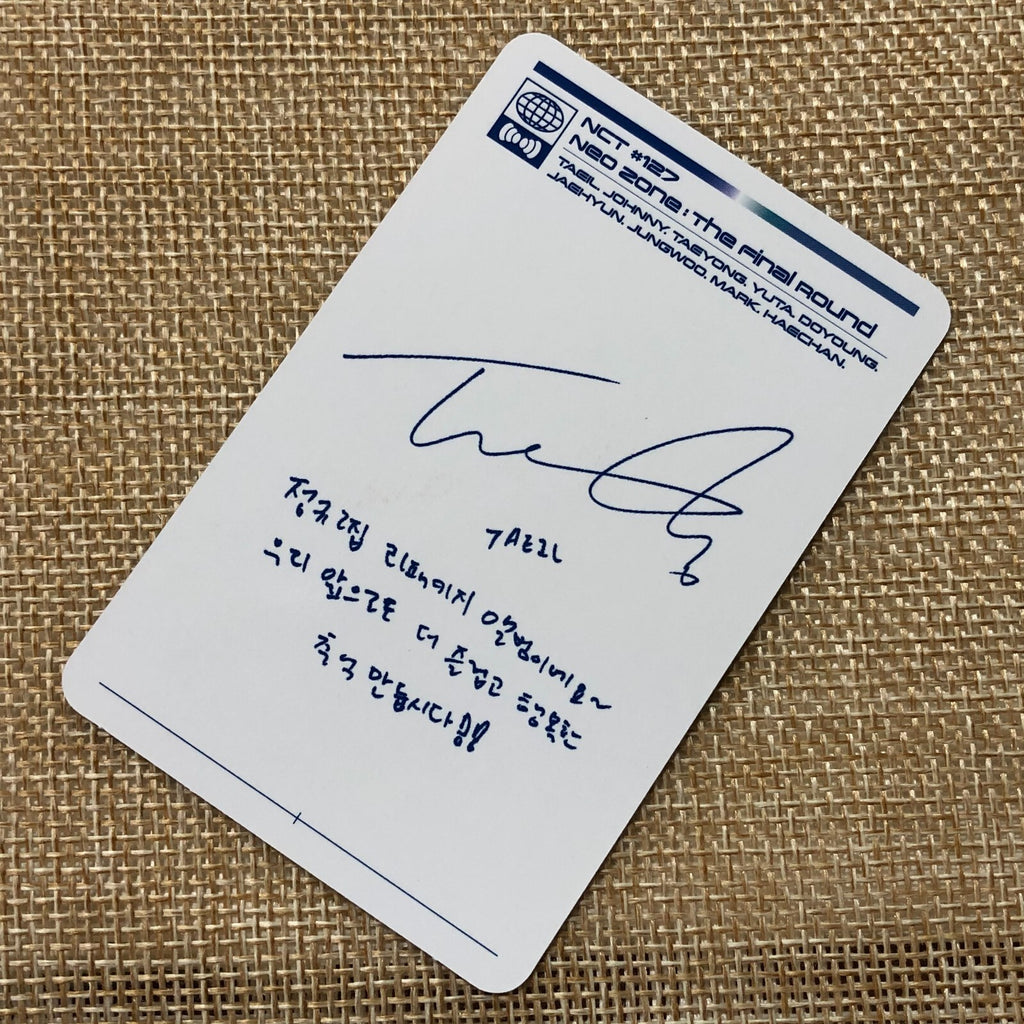 NCT #127
NEO ZONE : The Final Round
TAEIL. JOHNNY. TAEYONG. YUTA. DOYOUNG.
JAEHYUN. JUNGWOO. MARK. HAECHAN.
TAEIL
정규 2집 리패키지 앨범이네요~
우리 앞으로도 더 즐겁고 행복한
추억 만듭시다!!